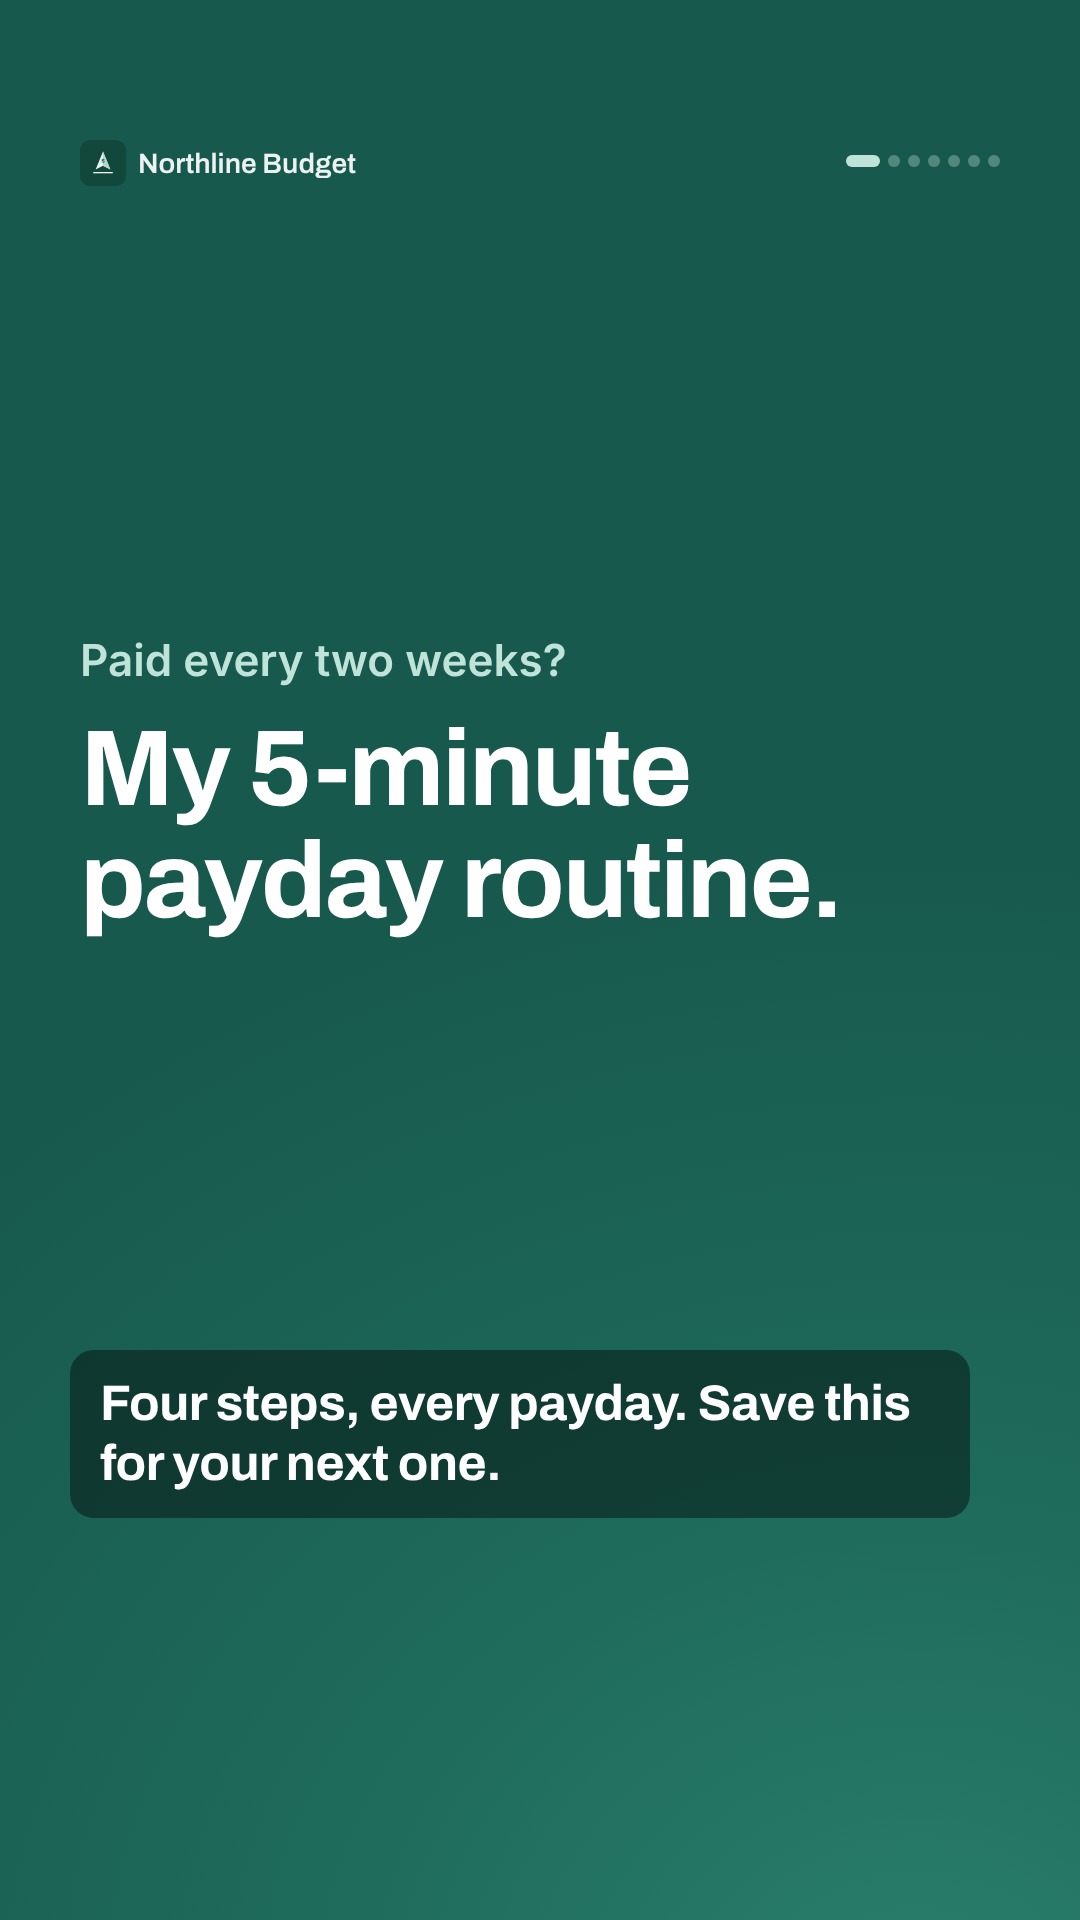 Northline Budget
Paid every two weeks?
My 5-minute
payday routine.
Four steps, every payday. Save this
for your next one.